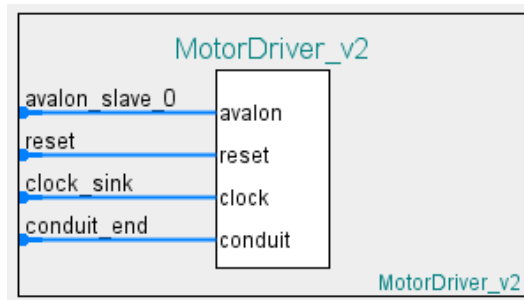 MotorDriver_v2
avalon_slave_0
avalon
reset
reset
clock_sink
clock
conduit_end
conduit
MotorDriver_v2